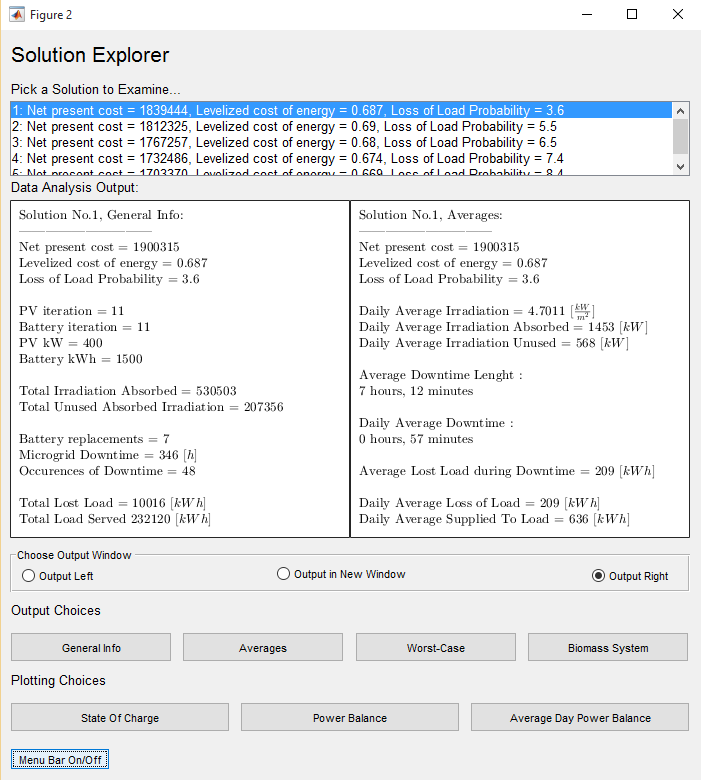 Figure 2
Solution Explorer
Pick a Solution to Examine...
1: Net present cost = 1839444, Levelized cost of energy = 0.687, Loss of Load Probability = 3.6
2: Net present cost = 1812325, Levelized cost of energy = 0.69, Loss of Load Probability = 5.5
3: Net present cost = 1767257, Levelized cost of energy = 0.68, Loss of Load Probability = 6.5
4: Net present cost = 1732486, Levelized cost of energy = 0.674, Loss of Load Probability = 7.4
5: Net present cost = 1703370, Levelized cost of energy = 0.669, Loss of Load Probability = 8.4
Data Analysis Output:
Solution No.1, General Info:
Net present cost = 1900315
Levelized cost of energy = 0.687
Loss of Load Probability = 3.6
PV iteration = 11
Battery iteration = 11
PV kW = 400
Battery kWh = 1500
Total Irradiation Absorbed = 530503
Total Unused Absorbed Irradiation = 207356
Battery replacements = 7
Microgrid Downtime = 346 [h]
Occurences of Downtime = 48
Total Lost Load = 10016 [kWh]
Total Load Served 232120 [kWh]
Solution No.1, Averages:
Net present cost = 1900315
Levelized cost of energy = 0.687
Loss of Load Probability = 3.6
Daily Average Irradiation = 4.7011 [kW/m²]
Daily Average Irradiation Absorbed = 1453 [kW]
Daily Average Irradiation Unused = 568 [kW]
Average Downtime Lenght :
7 hours, 12 minutes
Daily Average Downtime :
0 hours, 57 minutes
Average Lost Load during Downtime = 209 [kWh]
Daily Average Loss of Load = 209 [kWh]
Daily Average Supplied To Load = 636 [kWh]
Choose Output Window
Output Left
Output in New Window
Output Right
Output Choices
General Info
Averages
Worst-Case
Biomass System
Plotting Choices
State Of Charge
Power Balance
Average Day Power Balance
Menu Bar On/Off